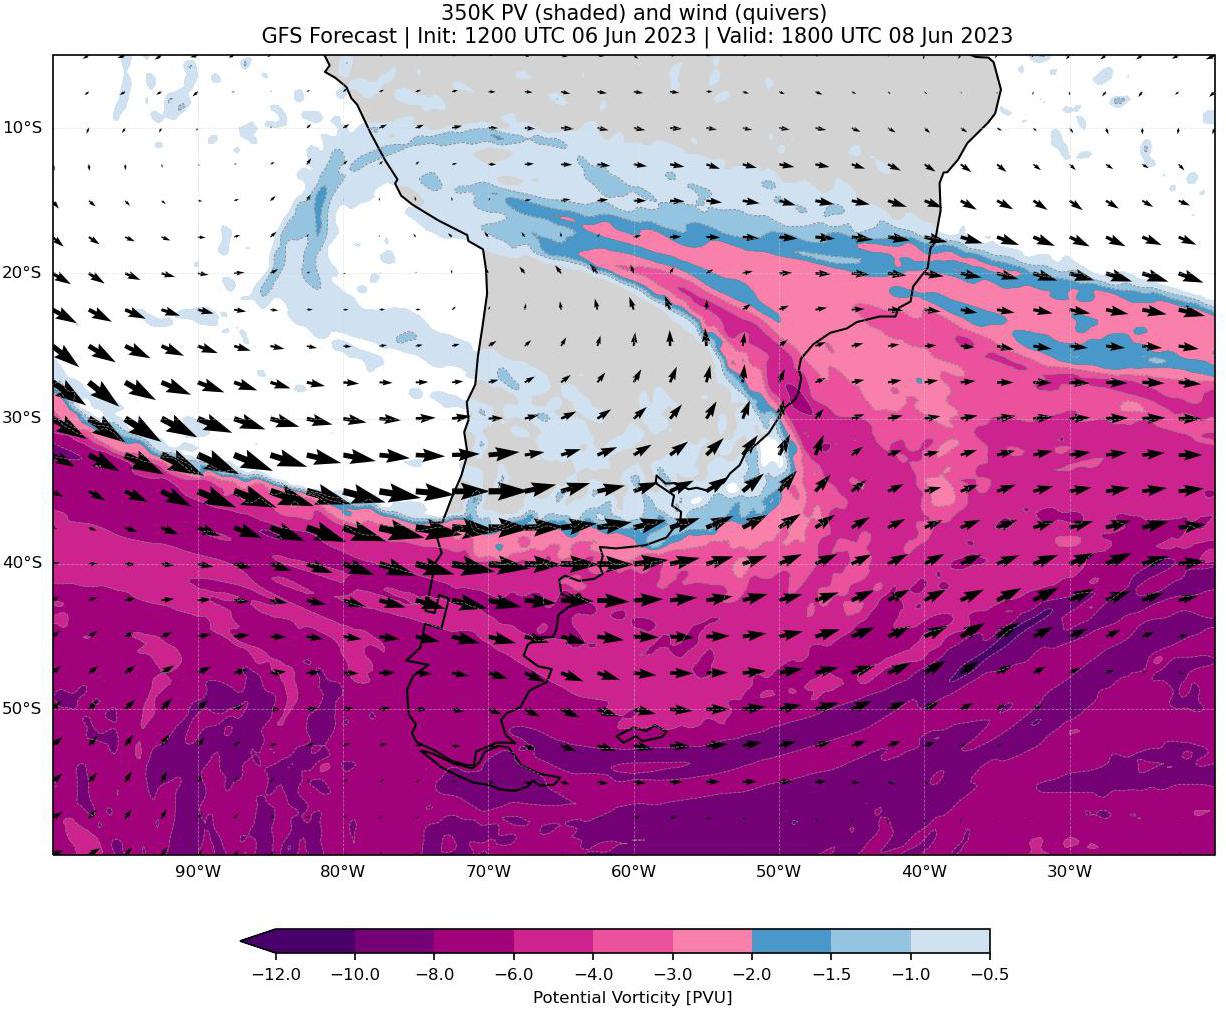 350K PV (shaded) and wind (quivers)
GFS Forecast | Init: 1200 UTC 06 Jun 2023 | Valid: 1800 UTC 08 Jun 2023
10°S
20°S
30°S
40°S
50°S
90°W 80°W 70°W 60°W 50°W 40°W 30°W
−12.0 −10.0 −8.0 −6.0 −4.0 −3.0 −2.0 −1.5 −1.0 −0.5
Potential Vorticity [PVU]